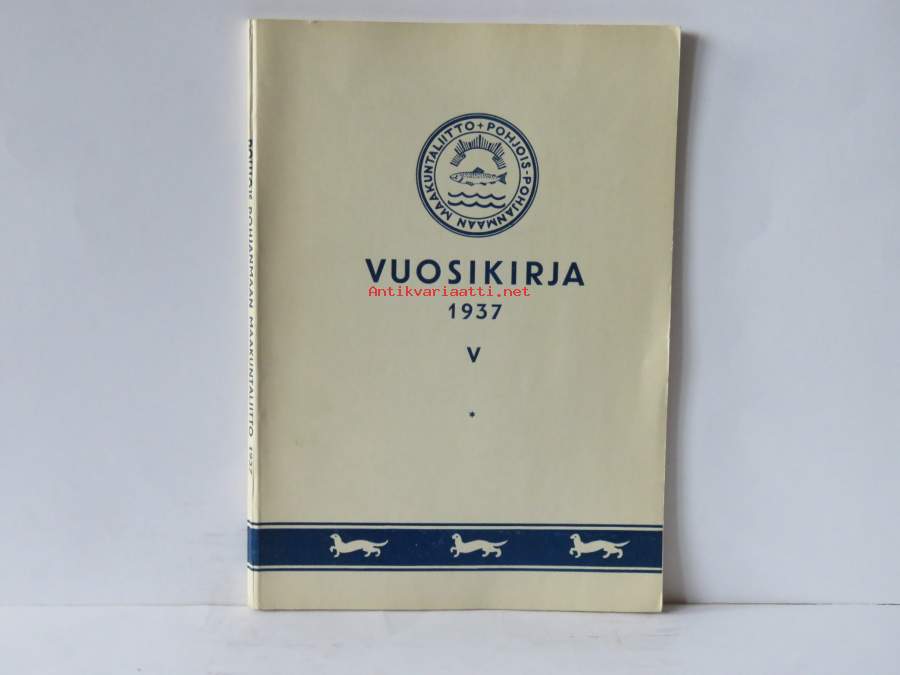 POHJOIS-POHJANMAAN MAAKUNTALIITTO +
VUOSIKIRJA
Antikvariaatti.net
1937
V
*
POHJOIS-POHJANMAAN MAAKUNTALIITTO 1937